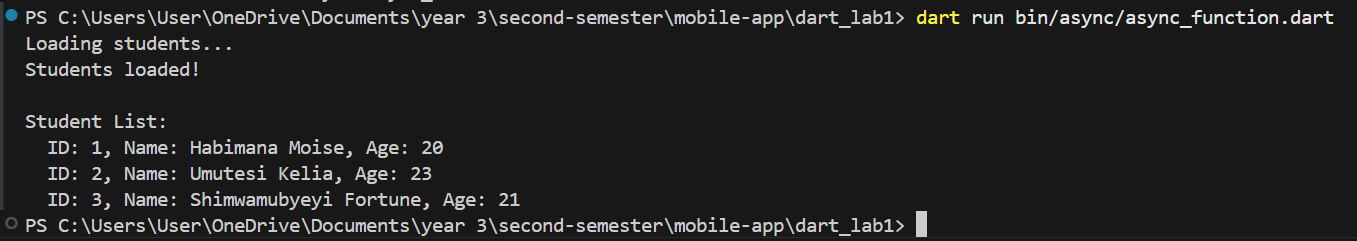 PS C:\Users\User\OneDrive\Documents\year 3\second-semester\mobile-app\dart_lab1> dart run bin/async/async_function.dart
Loading students...
Students loaded!

Student List:
  ID: 1, Name: Habimana Moise, Age: 20
  ID: 2, Name: Umutesi Kelia, Age: 23
  ID: 3, Name: Shimwamubyeyi Fortune, Age: 21
PS C:\Users\User\OneDrive\Documents\year 3\second-semester\mobile-app\dart_lab1>